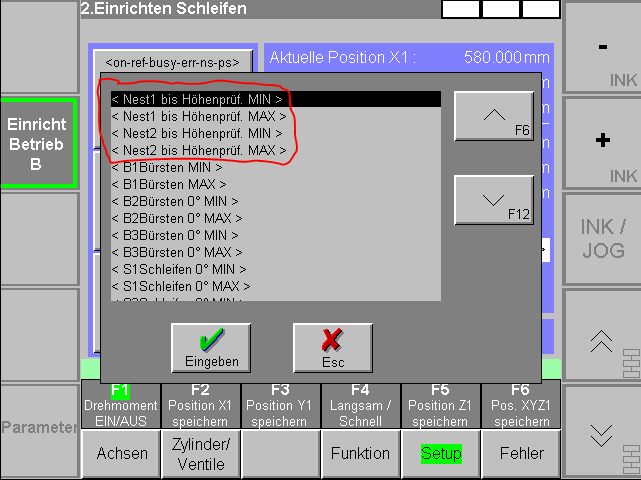 2.Einrichten Schleifen
<on-ref-busy-err-ns-ps>
Aktuelle Position X1 : 580.000 mm
-
INK
Einricht
Betrieb
B
+
INK
INK /
JOG
Parameter
< Nest1 bis Höhenprüf. MIN >
< Nest1 bis Höhenprüf. MAX >
< Nest2 bis Höhenprüf. MIN >
< Nest2 bis Höhenprüf. MAX >
< B1Bürsten MIN >
< B1Bürsten MAX >
< B2Bürsten 0° MIN >
< B2Bürsten 0° MAX >
< B3Bürsten 0° MIN >
< B3Bürsten 0° MAX >
< S1Schleifen 0° MIN >
< S1Schleifen 0° MAX >
F6
F12
Eingeben
Esc
F1
Drehmoment
EIN/AUS
F2
Position X1
speichern
F3
Position Y1
speichern
F4
Langsam /
Schnell
F5
Position Z1
speichern
F6
Pos. XYZ1
speichern
Achsen
Zylinder/
Ventile
Funktion
Setup
Fehler